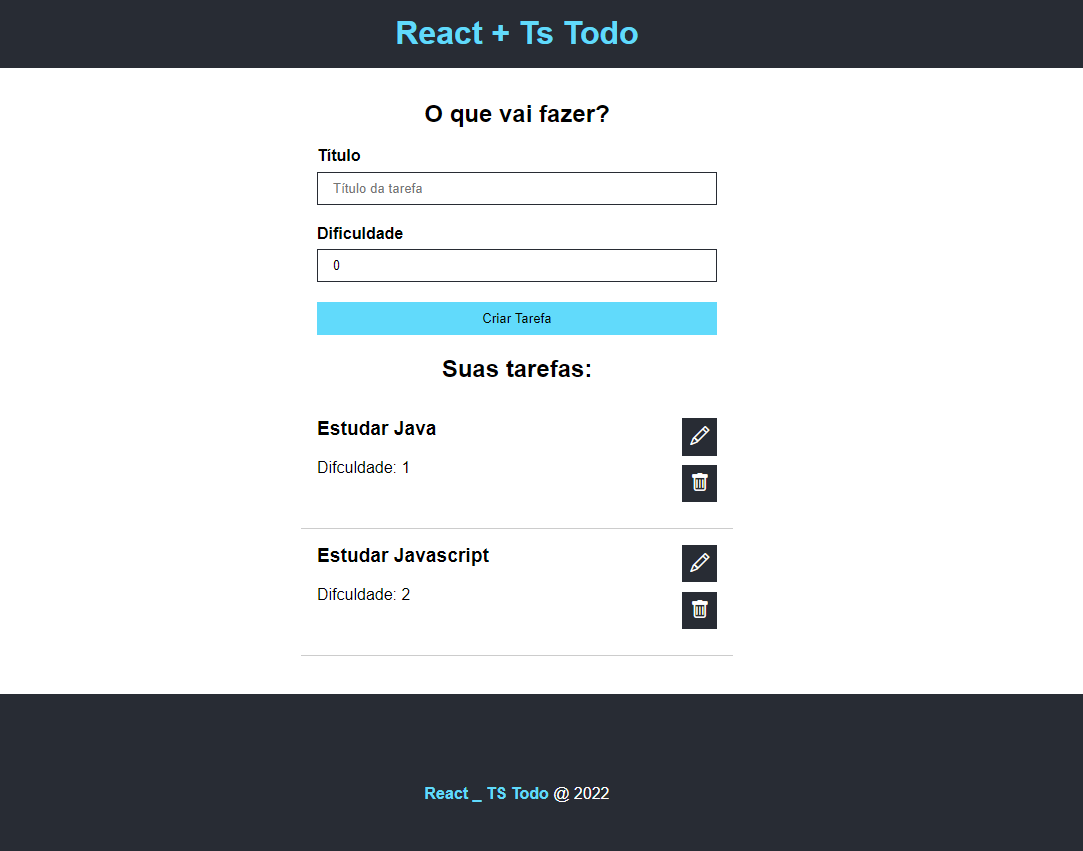 React + Ts Todo
O que vai fazer?
Título
Título da tarefa
Dificuldade
0
Criar Tarefa
Suas tarefas:
Estudar Java
Difculdade: 1
Estudar Javascript
Difculdade: 2
React _ TS Todo @ 2022